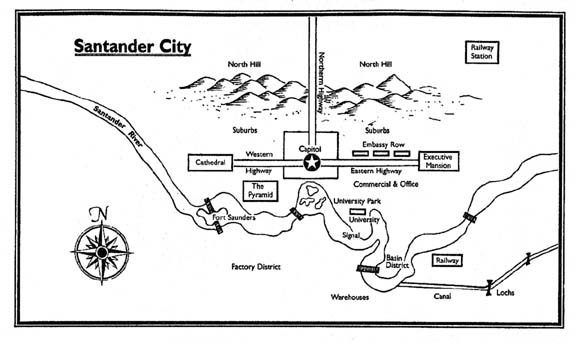 Santander City
Railway
Station
North Hill
North Hill
Northern Highway
Santander River
Suburbs
Suburbs
Embassy Row
Capitol
Cathedral
Western
Highway
Eastern Highway
Executive
Mansion
Commercial & Office
The
Pyramid
University Park
University
Fort Saunders
Signal
N
Basin
District
Railway
Factory District
Warehouses
Canal
Lochs